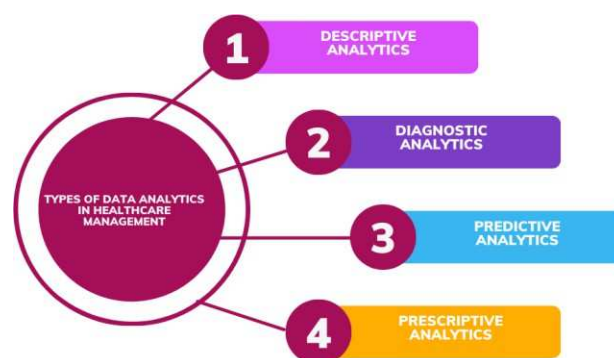 TYPES OF DATA ANALYTICS
IN HEALTHCARE
MANAGEMENT
1
DESCRIPTIVE
ANALYTICS
2
DIAGNOSTIC
ANALYTICS
3
PREDICTIVE
ANALYTICS
4
PRESCRIPTIVE
ANALYTICS